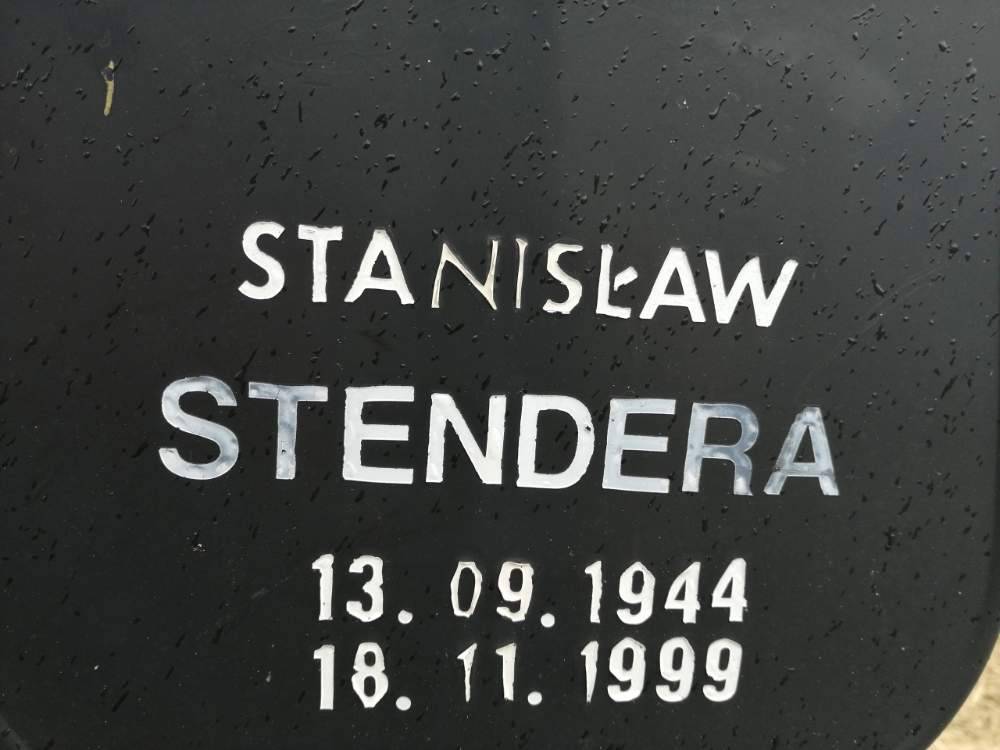 STANISŁAW
STENDERA
13. 09. 1944
18. 11. 1999